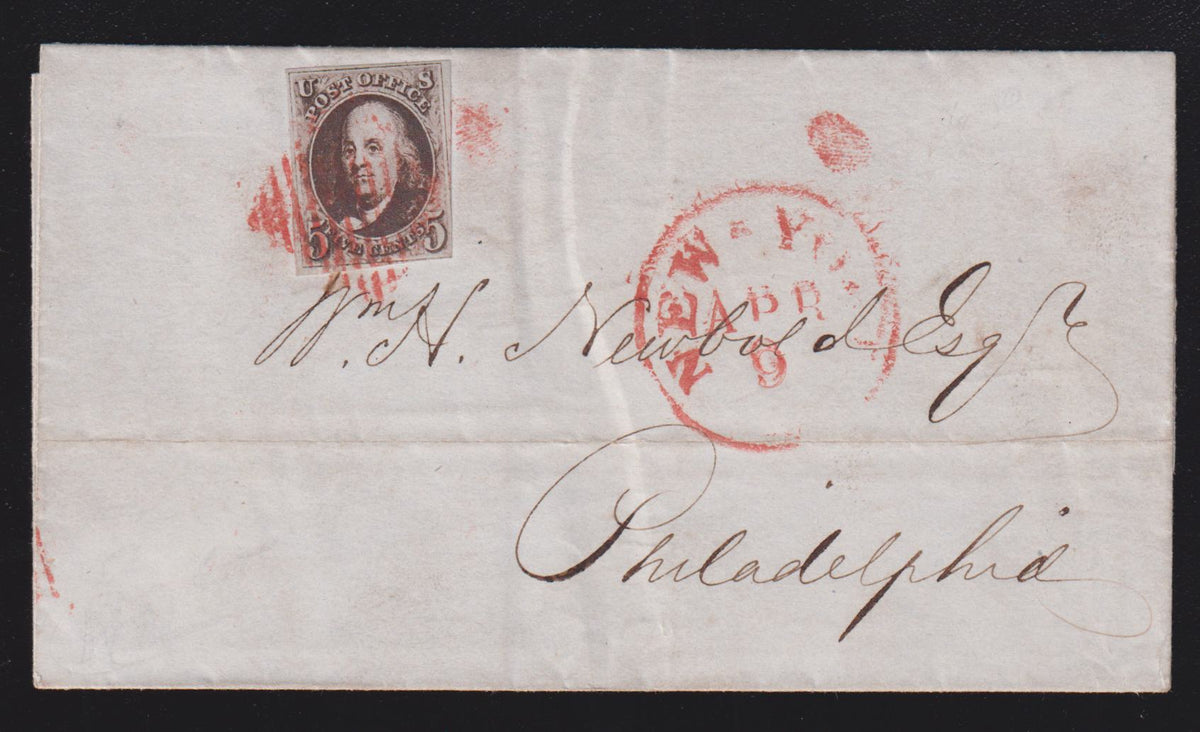 U S
POST OFFICE
5 FIVE CENTS 5
NEW-YORK
APR
9
Wm H. Newbold Esqr
Philadelphia